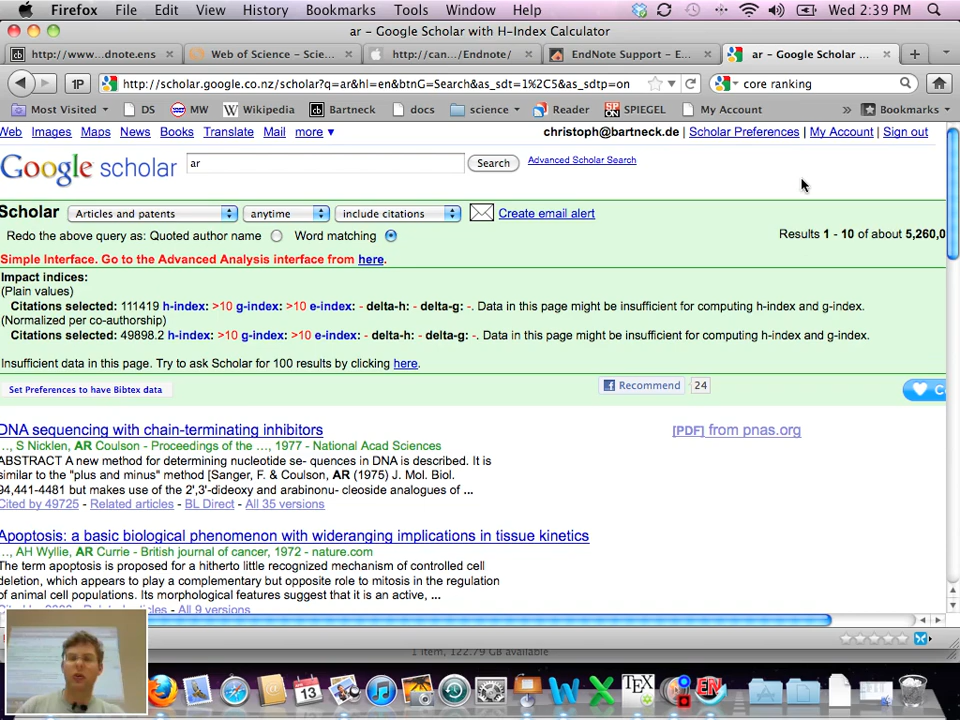 Firefox File Edit View History Bookmarks Tools Window Help Wed 2:39 PM
ar - Google Scholar with H-Index Calculator
http://www...dnote.ens Web of Science - Scie... http://can.../Endnote/ EndNote Support - E... ar - Google Scholar ...
1P http://scholar.google.co.nz/scholar?q=ar&hl=en&btnG=Search&as_sdt=1%2C5&as_sdtp=on core ranking
Most Visited DS MW Wikipedia Bartneck docs science Reader SPIEGEL My Account » Bookmarks
Web Images Maps News Books Translate Mail more ▼ christoph@bartneck.de | Scholar Preferences | My Account | Sign out
Google scholar ar Search Advanced Scholar Search
Scholar Articles and patents anytime include citations Create email alert
Redo the above query as: Quoted author name Word matching Results 1 - 10 of about 5,260,0
Simple Interface. Go to the Advanced Analysis interface from here.
Impact indices:
(Plain values)
Citations selected: 111419 h-index: >10 g-index: >10 e-index: - delta-h: - delta-g: -. Data in this page might be insufficient for computing h-index and g-index.
(Normalized per co-authorship)
Citations selected: 49898.2 h-index: >10 g-index: >10 e-index: - delta-h: - delta-g: -. Data in this page might be insufficient for computing h-index and g-index.
Insufficient data in this page. Try to ask Scholar for 100 results by clicking here.
Set Preferences to have Bibtex data Recommend 24 C
DNA sequencing with chain-terminating inhibitors [PDF] from pnas.org
..., S Nicklen, AR Coulson - Proceedings of the ..., 1977 - National Acad Sciences
ABSTRACT A new method for determining nucleotide se- quences in DNA is described. It is
similar to the "plus and minus" method [Sanger, F. & Coulson, AR (1975) J. Mol. Biol.
94,441-4481 but makes use of the 2',3'-dideoxy and arabinonu- cleoside analogues of ...
Cited by 49725 - Related articles - BL Direct - All 35 versions
Apoptosis: a basic biological phenomenon with wideranging implications in tissue kinetics
..., AH Wyllie, AR Currie - British journal of cancer, 1972 - nature.com
The term apoptosis is proposed for a hitherto little recognized mechanism of controlled cell
deletion, which appears to play a complementary but opposite role to mitosis in the regulation
of animal cell populations. Its morphological features suggest that it is an active, ...
All 9 versions
1 item, 122.79 GB available
13 TEX EN